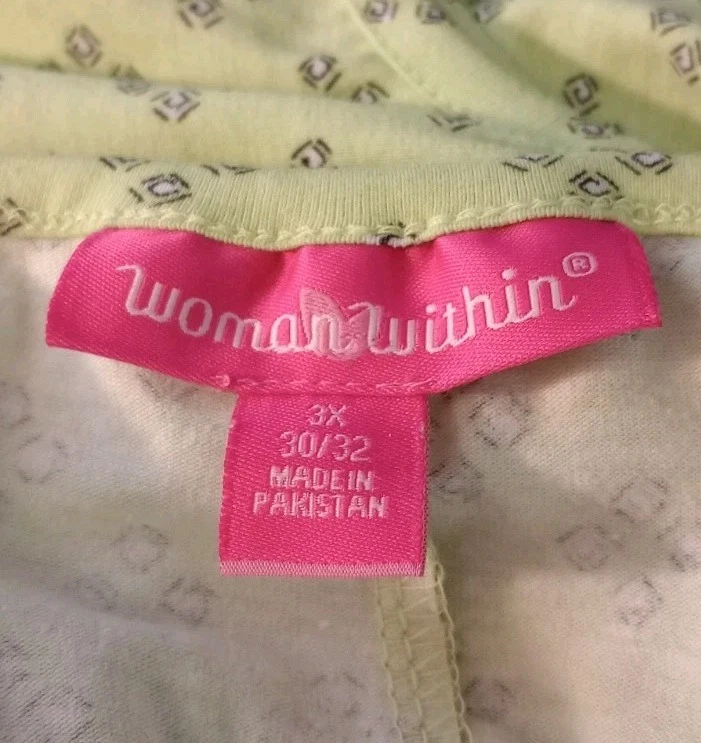 woman within®
3X
30/32
MADE IN
PAKISTAN